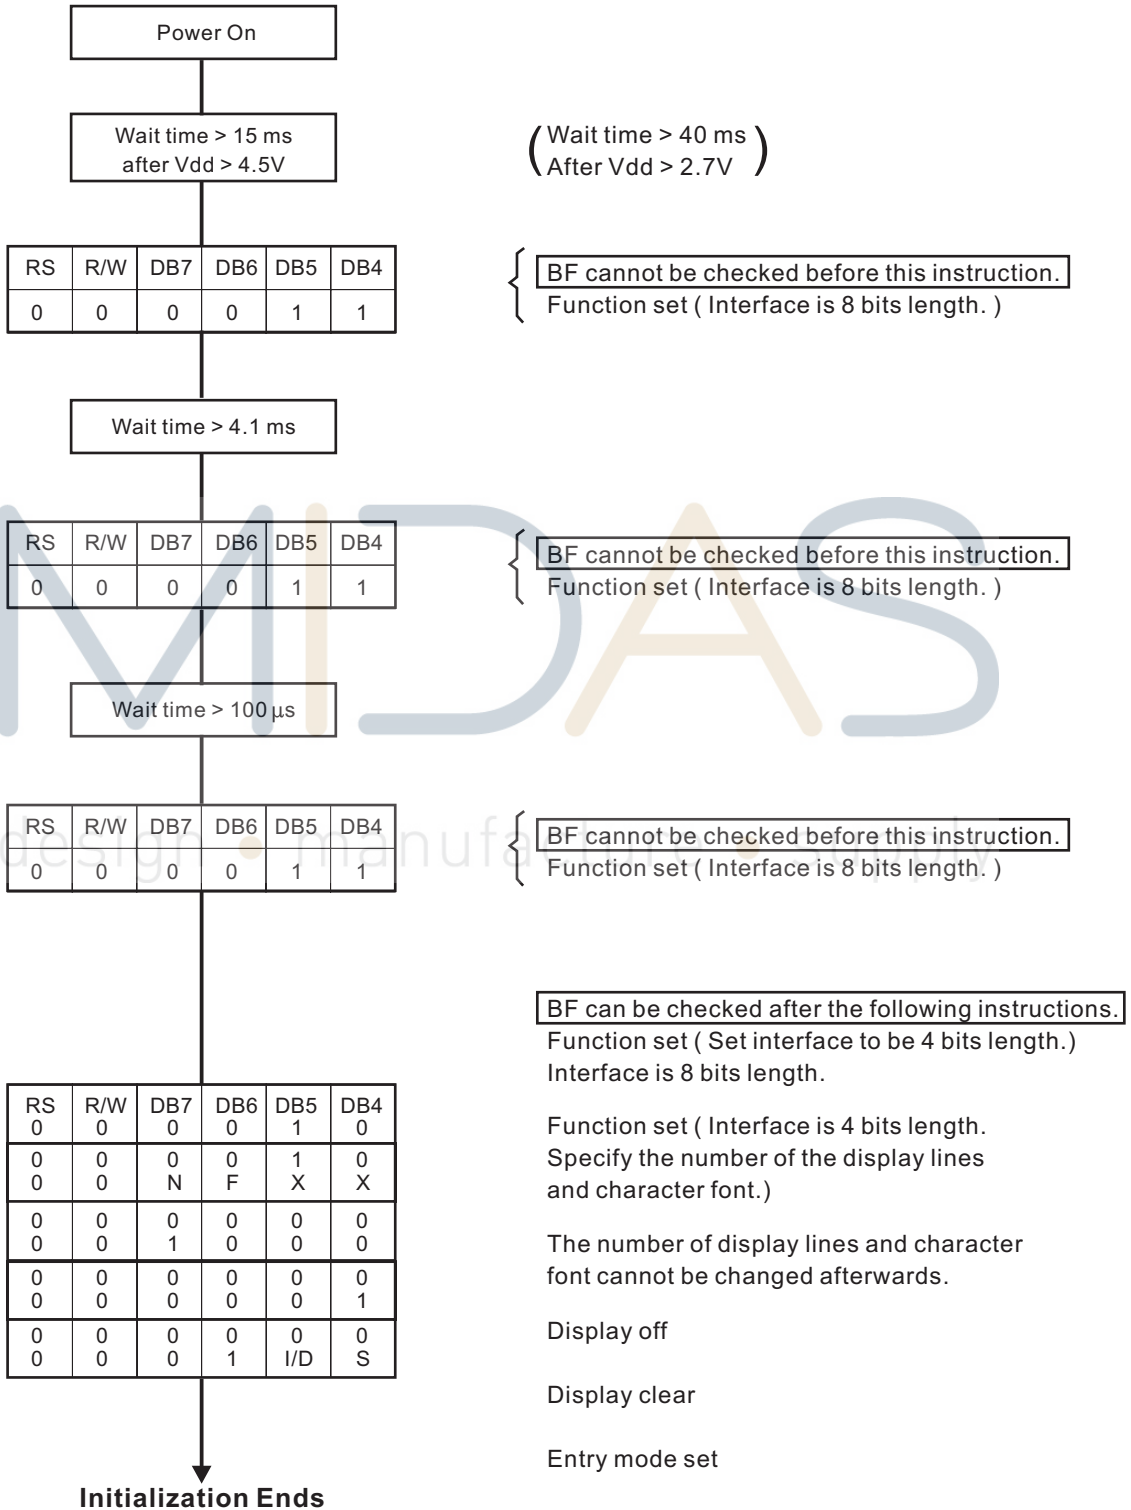 Power On
Wait time > 15 ms
after Vdd > 4.5V
(Wait time > 40 ms
After Vdd > 2.7V)
RS R/W DB7 DB6 DB5 DB4
0 0 0 0 1 1
BF cannot be checked before this instruction.
Function set ( Interface is 8 bits length. )
Wait time > 4.1 ms
RS R/W DB7 DB6 DB5 DB4
0 0 0 0 1 1
BF cannot be checked before this instruction.
Function set ( Interface is 8 bits length. )
MIDAS
Wait time > 100 µs
RS R/W DB7 DB6 DB5 DB4
0 0 0 0 1 1
BF cannot be checked before this instruction.
Function set ( Interface is 8 bits length. )
design • manufacture • supply
BF can be checked after the following instructions.
Function set ( Set interface to be 4 bits length.)
Interface is 8 bits length.
RS R/W DB7 DB6 DB5 DB4
0 0 0 0 1 0
0 0 0 0 1 0
0 0 N F X X
0 0 0 0 0 0
0 0 1 0 0 0
0 0 0 0 0 0
0 0 0 0 0 1
0 0 0 0 0 0
0 0 0 1 I/D S
Function set ( Interface is 4 bits length.
Specify the number of the display lines
and character font.)
The number of display lines and character
font cannot be changed afterwards.
Display off
Display clear
Entry mode set
Initialization Ends